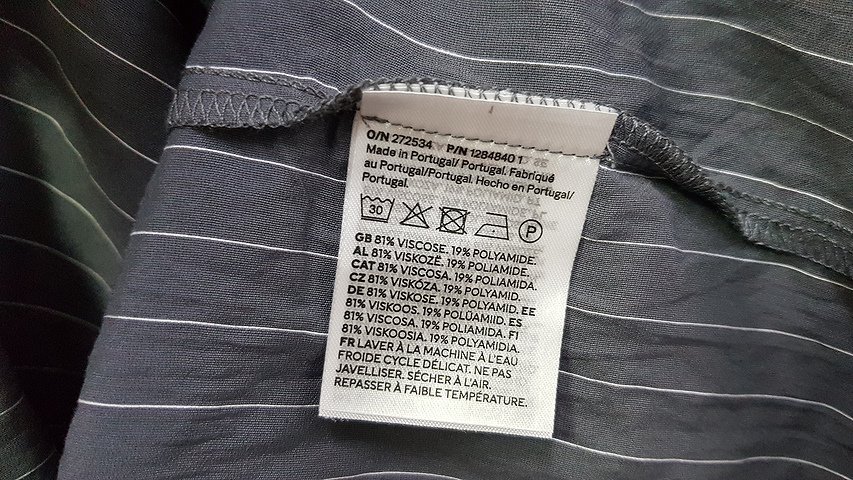 O/N 272534 P/N 1284840 1
Made in Portugal/ Portugal. Fabriqué
au Portugal/Portugal. Hecho en Portugal/
Portugal.
30 P
GB 81% VISCOSE. 19% POLYAMIDE.
AL 81% VISKOZË. 19% POLIAMIDE.
CAT 81% VISCOSA. 19% POLIAMIDA.
CZ 81% VISKÓZA. 19% POLYAMID.
DE 81% VISKOSE. 19% POLYAMID. EE
81% VISKOOS. 19% POLÜAMIID. ES
81% VISCOSA. 19% POLIAMIDA. FI
81% VISKOOSIA. 19% POLYAMIDIA.
FR LAVER À LA MACHINE À L'EAU
FROIDE CYCLE DÉLICAT. NE PAS
JAVELLISER. SÉCHER À L'AIR.
REPASSER À FAIBLE TEMPÉRATURE.